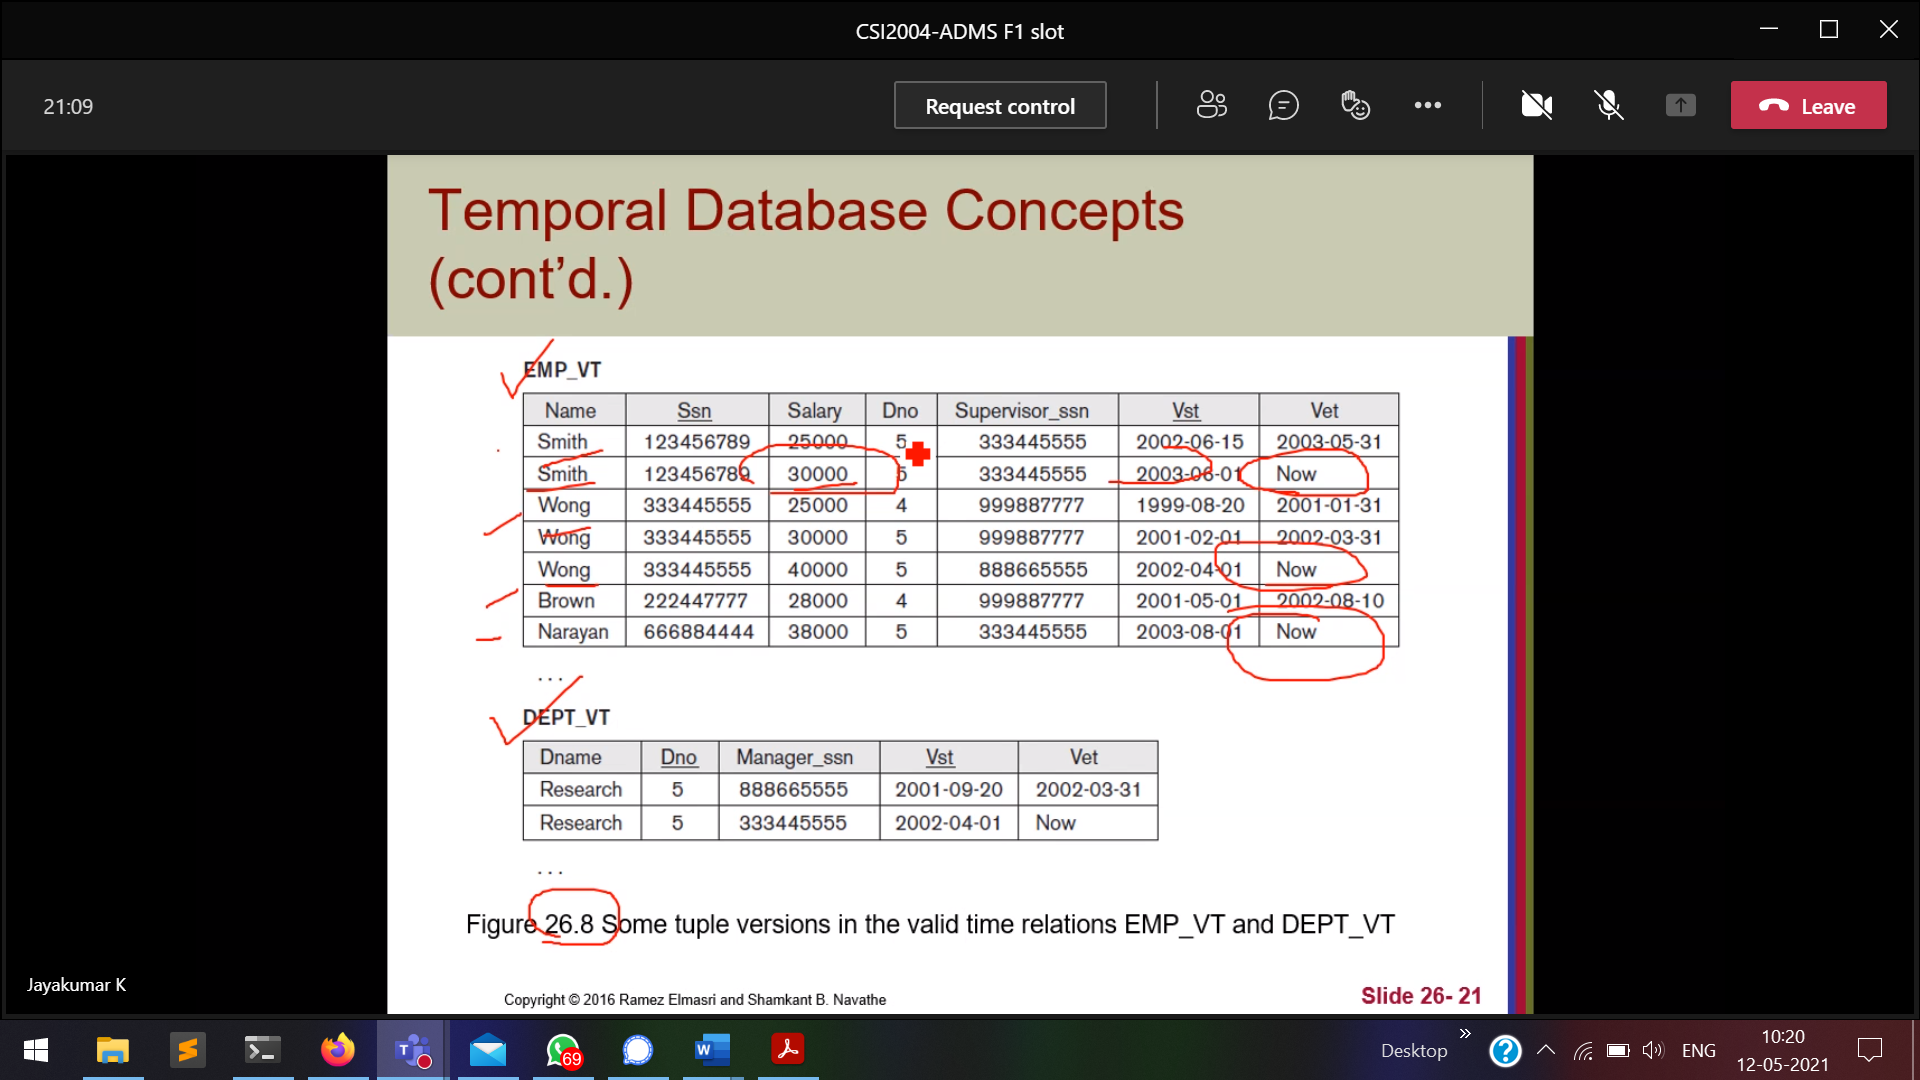 CSI2004-ADMS F1 slot
21:09
Request control
Leave
Temporal Database Concepts
(cont'd.)
EMP_VT
Name Ssn Salary Dno Supervisor_ssn Vst Vet
Smith 123456789 25000 5 333445555 2002-06-15 2003-05-31
Smith 123456789 30000 5 333445555 2003-06-01 Now
Wong 333445555 25000 4 999887777 1999-08-20 2001-01-31
Wong 333445555 30000 5 999887777 2001-02-01 2002-03-31
Wong 333445555 40000 5 888665555 2002-04-01 Now
Brown 222447777 28000 4 999887777 2001-05-01 2002-08-10
Narayan 666884444 38000 5 333445555 2003-08-01 Now
...
DEPT_VT
Dname Dno Manager_ssn Vst Vet
Research 5 888665555 2001-09-20 2002-03-31
Research 5 333445555 2002-04-01 Now
...
Figure 26.8 Some tuple versions in the valid time relations EMP_VT and DEPT_VT
Jayakumar K
Copyright © 2016 Ramez Elmasri and Shamkant B. Navathe
Slide 26- 21
69
Desktop
ENG
10:20
12-05-2021